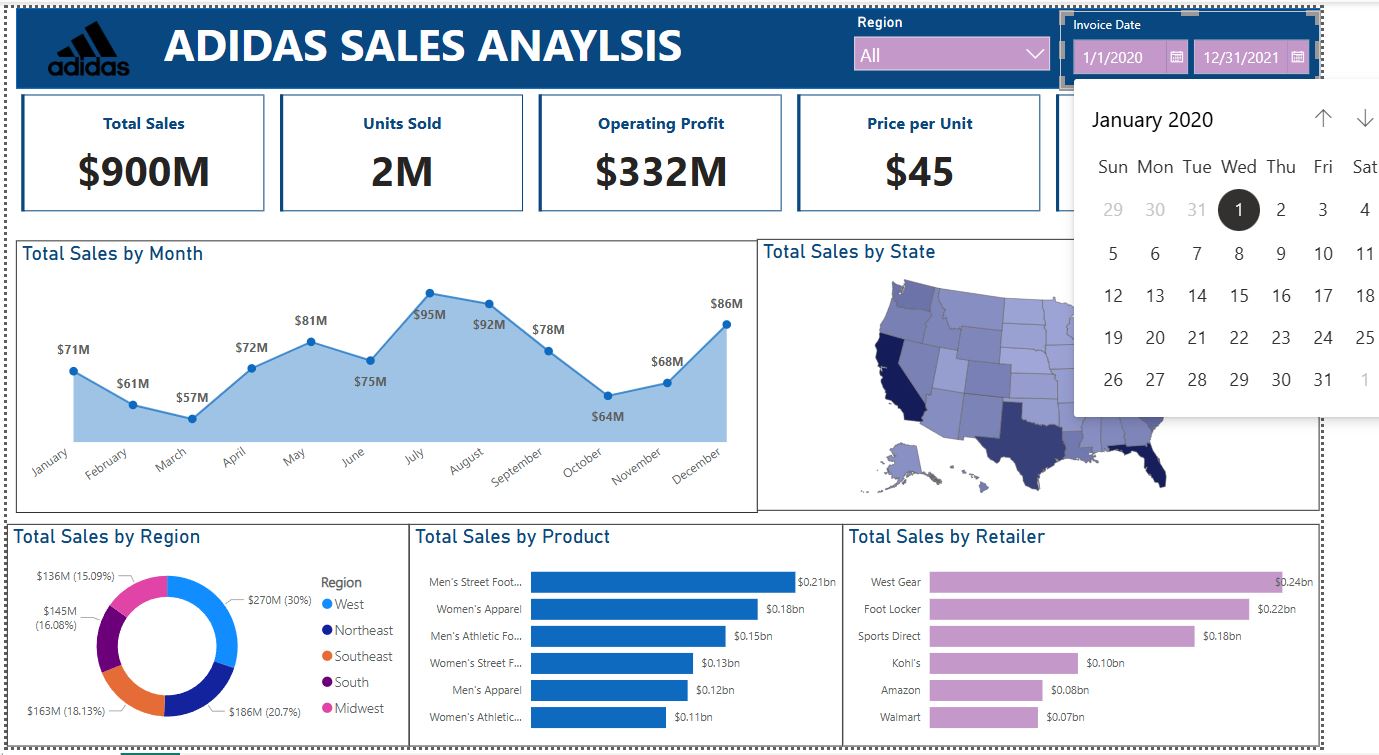 adidas
ADIDAS SALES ANAYLSIS
Region
All
Invoice Date
1/1/2020
12/31/2021
January 2020
Sun Mon Tue Wed Thu Fri Sat
29 30 31 1 2 3 4
5 6 7 8 9 10 11
12 13 14 15 16 17 18
19 20 21 22 23 24 25
26 27 28 29 30 31 1
Total Sales
$900M
Units Sold
2M
Operating Profit
$332M
Price per Unit
$45
Total Sales by Month
$71M
$61M
$57M
$72M
$81M
$75M
$95M
$92M
$78M
$64M
$68M
$86M
January
February
March
April
May
June
July
August
September
October
November
December
Total Sales by State
Total Sales by Region
$136M (15.09%)
$145M
(16.08%)
$163M (18.13%)
$270M (30%)
$186M (20.7%)
Region
West
Northeast
Southeast
South
Midwest
Total Sales by Product
Men's Street Foot... $0.21bn
Women's Apparel $0.18bn
Men's Athletic Fo... $0.15bn
Women's Street F... $0.13bn
Men's Apparel $0.12bn
Women's Athletic... $0.11bn
Total Sales by Retailer
West Gear $0.24bn
Foot Locker $0.22bn
Sports Direct $0.18bn
Kohl's $0.10bn
Amazon $0.08bn
Walmart $0.07bn